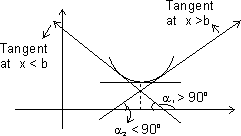 Tangent
at x < b
Tangent
at x >b
α₁ > 90°
α₂ < 90°